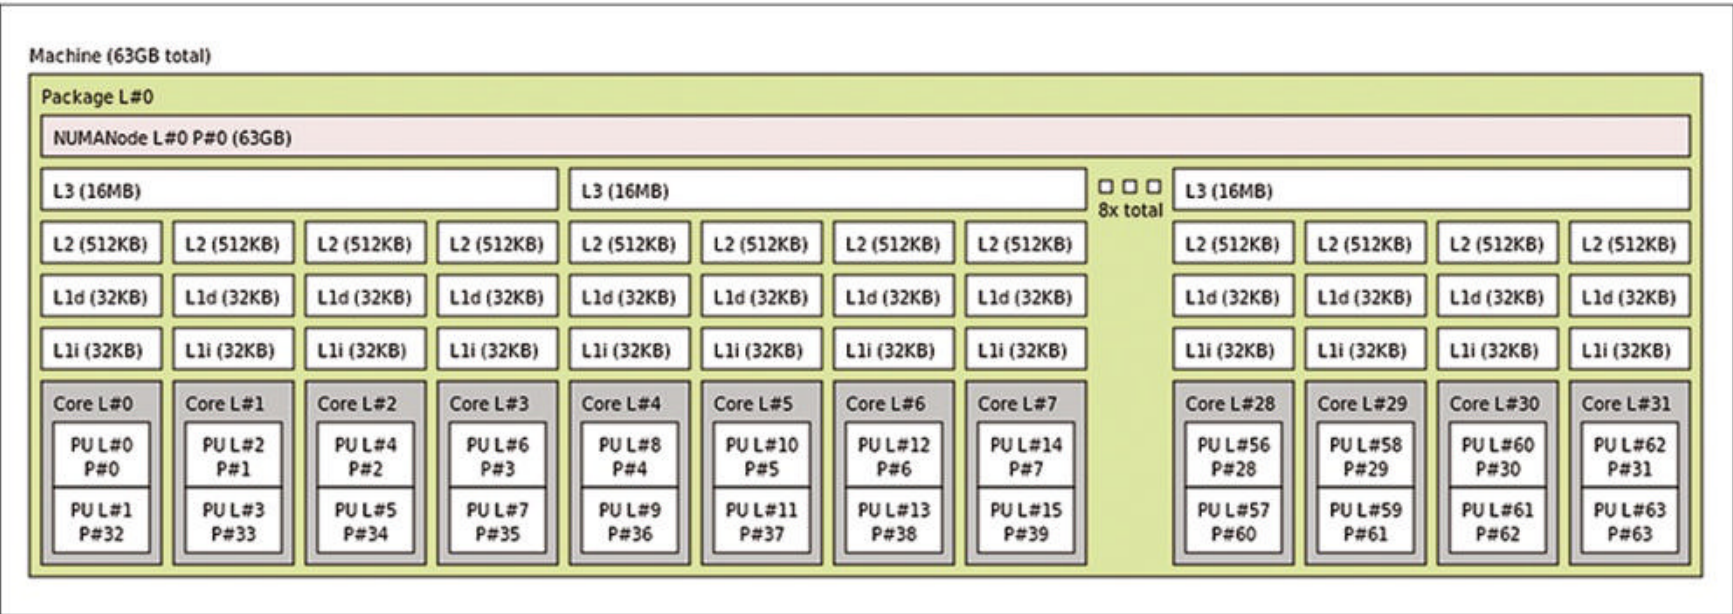 Machine (63GB total)
Package L#0
NUMANode L#0 P#0 (63GB)
L3 (16MB) L3 (16MB) L3 (16MB)
8x total
L2 (512KB) L2 (512KB) L2 (512KB) L2 (512KB) L2 (512KB) L2 (512KB) L2 (512KB) L2 (512KB) L2 (512KB) L2 (512KB) L2 (512KB) L2 (512KB)
L1d (32KB) L1d (32KB) L1d (32KB) L1d (32KB) L1d (32KB) L1d (32KB) L1d (32KB) L1d (32KB) L1d (32KB) L1d (32KB) L1d (32KB) L1d (32KB)
L1i (32KB) L1i (32KB) L1i (32KB) L1i (32KB) L1i (32KB) L1i (32KB) L1i (32KB) L1i (32KB) L1i (32KB) L1i (32KB) L1i (32KB) L1i (32KB)
Core L#0 Core L#1 Core L#2 Core L#3 Core L#4 Core L#5 Core L#6 Core L#7 Core L#28 Core L#29 Core L#30 Core L#31
PU L#0 PU L#2 PU L#4 PU L#6 PU L#8 PU L#10 PU L#12 PU L#14 PU L#56 PU L#58 PU L#60 PU L#62
P#0 P#1 P#2 P#3 P#4 P#5 P#6 P#7 P#28 P#29 P#30 P#31
PU L#1 PU L#3 PU L#5 PU L#7 PU L#9 PU L#11 PU L#13 PU L#15 PU L#57 PU L#59 PU L#61 PU L#63
P#32 P#33 P#34 P#35 P#36 P#37 P#38 P#39 P#60 P#61 P#62 P#63